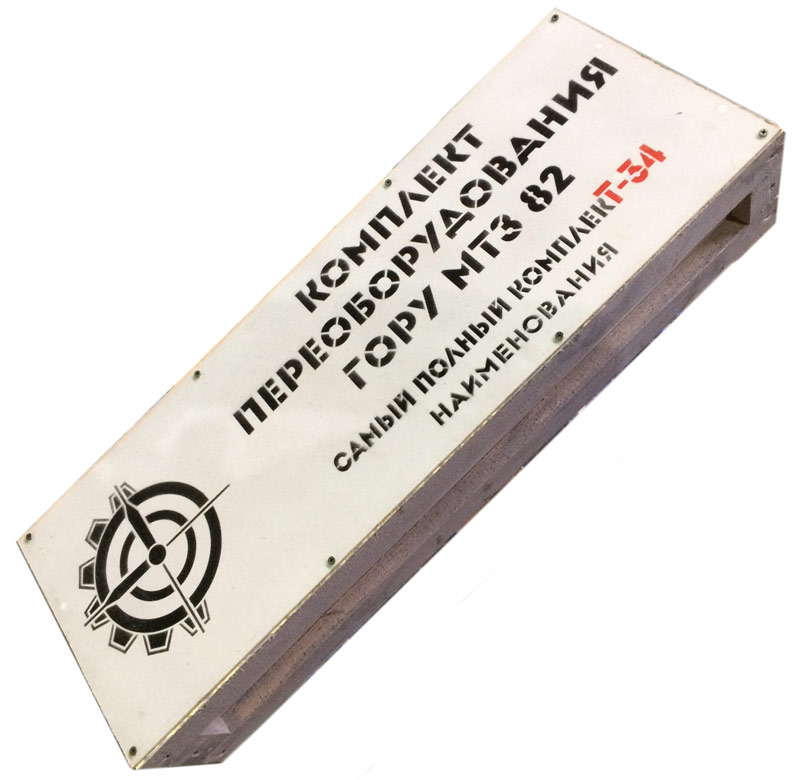 КОМПЛЕКТ
ПЕРЕОБОРУДОВАНИЯ
ГОРУ МТЗ 82
САМЫЙ ПОЛНЫЙ КОМПЛЕКТ-34
НАИМЕНОВАНИЯ